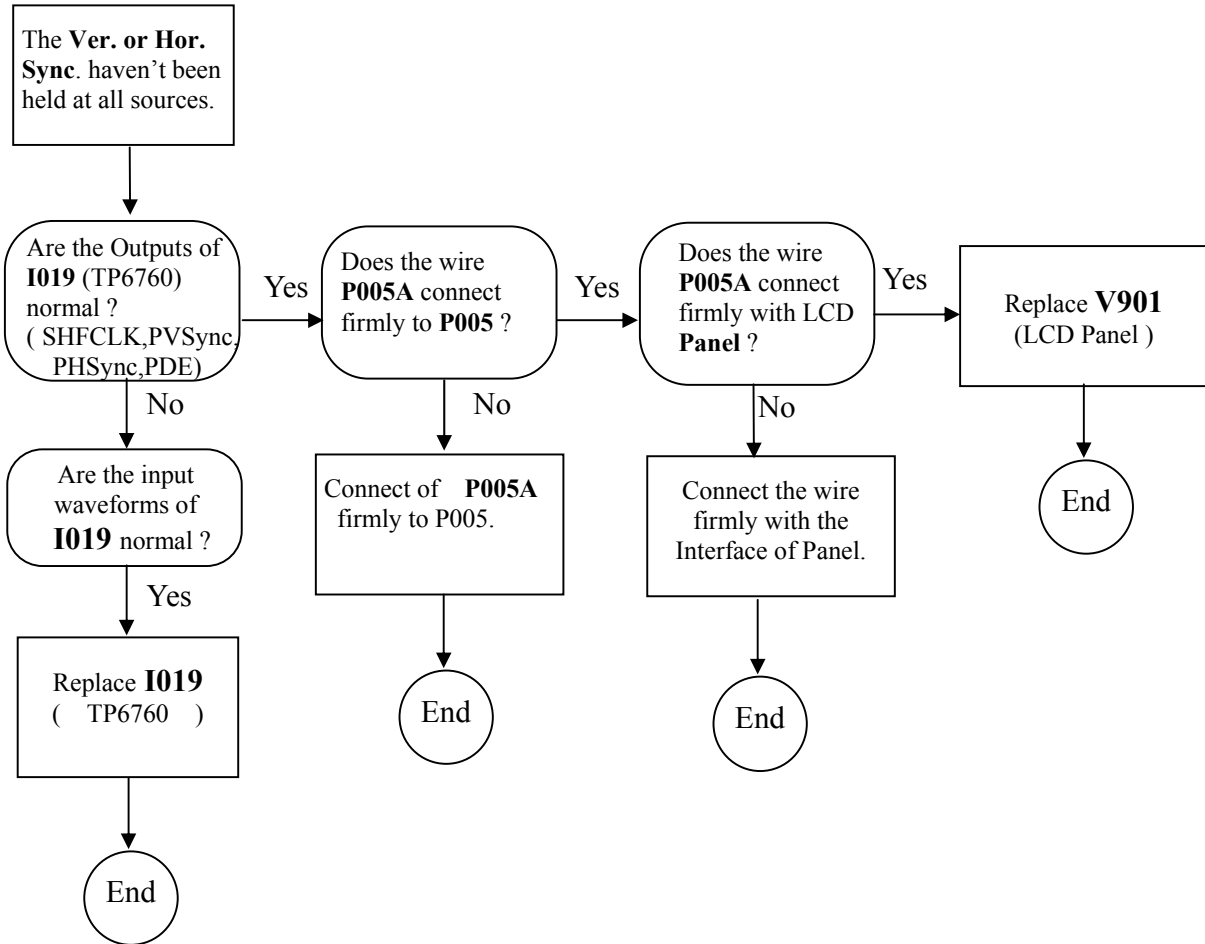 The Ver. or Hor.
Sync. haven't been
held at all sources.
Are the Outputs of
I019 (TP6760)
normal ?
( SHFCLK,PVSync.
PHSync,PDE)
Yes
Does the wire
P005A connect
firmly to P005 ?
Yes
Does the wire
P005A connect
firmly with LCD
Panel ?
Yes
Replace V901
(LCD Panel )
No
No
No
Are the input
waveforms of
I019 normal ?
Connect of P005A
firmly to P005.
Connect the wire
firmly with the
Interface of Panel.
End
Yes
Replace I019
( TP6760 )
End
End
End